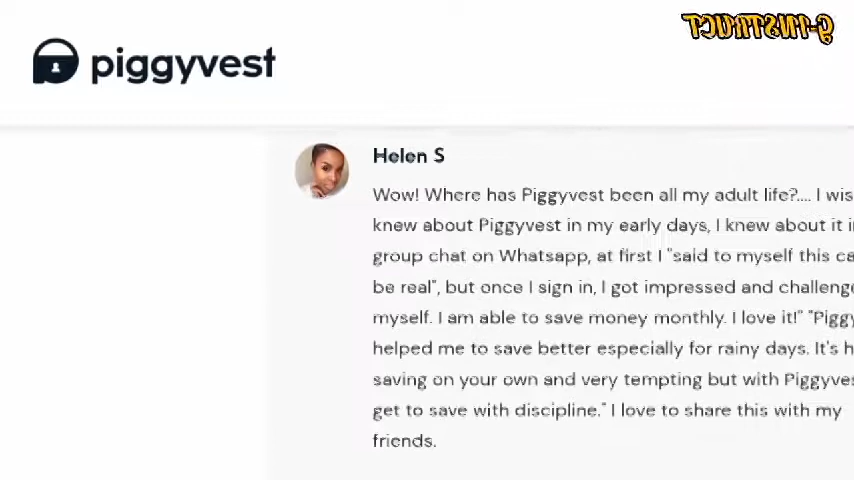 9-INSTRUCT
piggyvest
Helen S
Wow! Where has Piggyvest been all my adult life?.... I wis
knew about Piggyvest in my early days, I knew about it i
group chat on Whatsapp, at first I "said to myself this ca
be real", but once I sign in, I got impressed and challenge
myself. I am able to save money monthly. I love it!" "Piggy
helped me to save better especially for rainy days. It's h
saving on your own and very tempting but with Piggyves
get to save with discipline." I love to share this with my
friends.